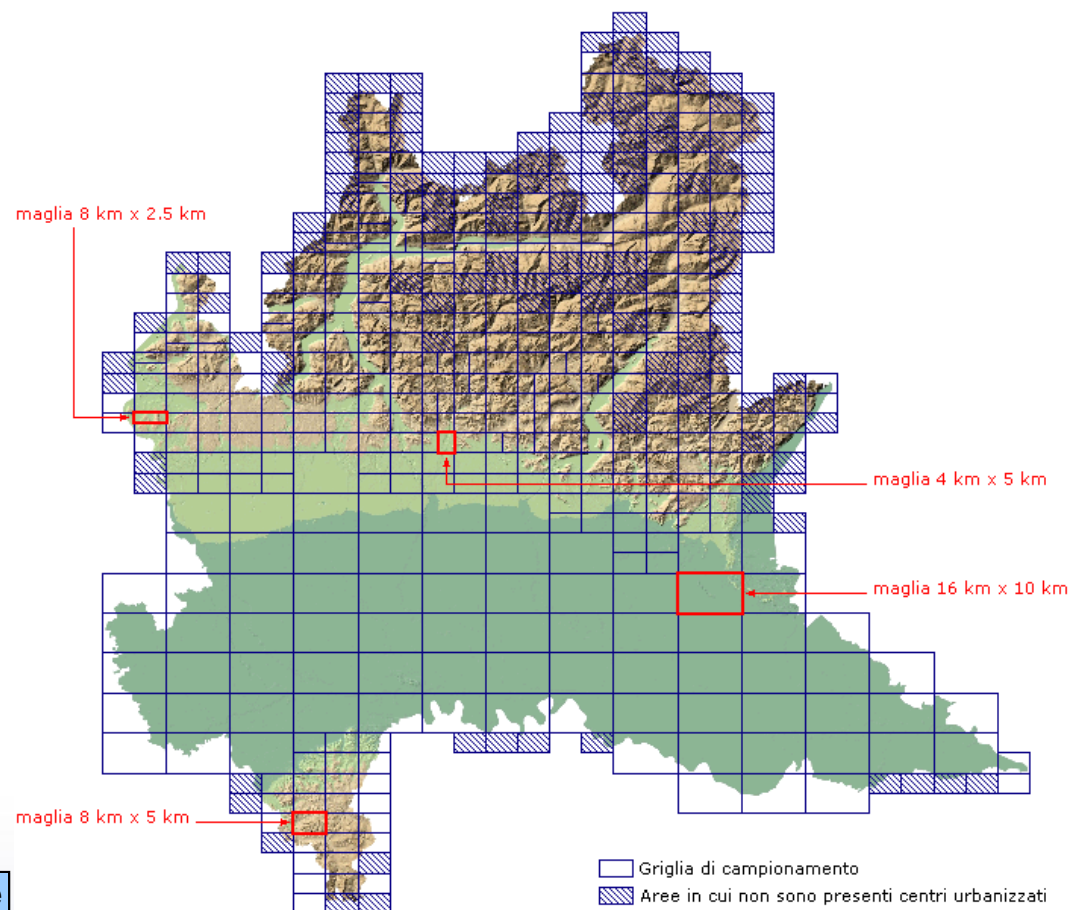 maglia 8 km x 2.5 km
maglia 4 km x 5 km
maglia 16 km x 10 km
maglia 8 km x 5 km
Griglia di campionamento
Aree in cui non sono presenti centri urbanizzati